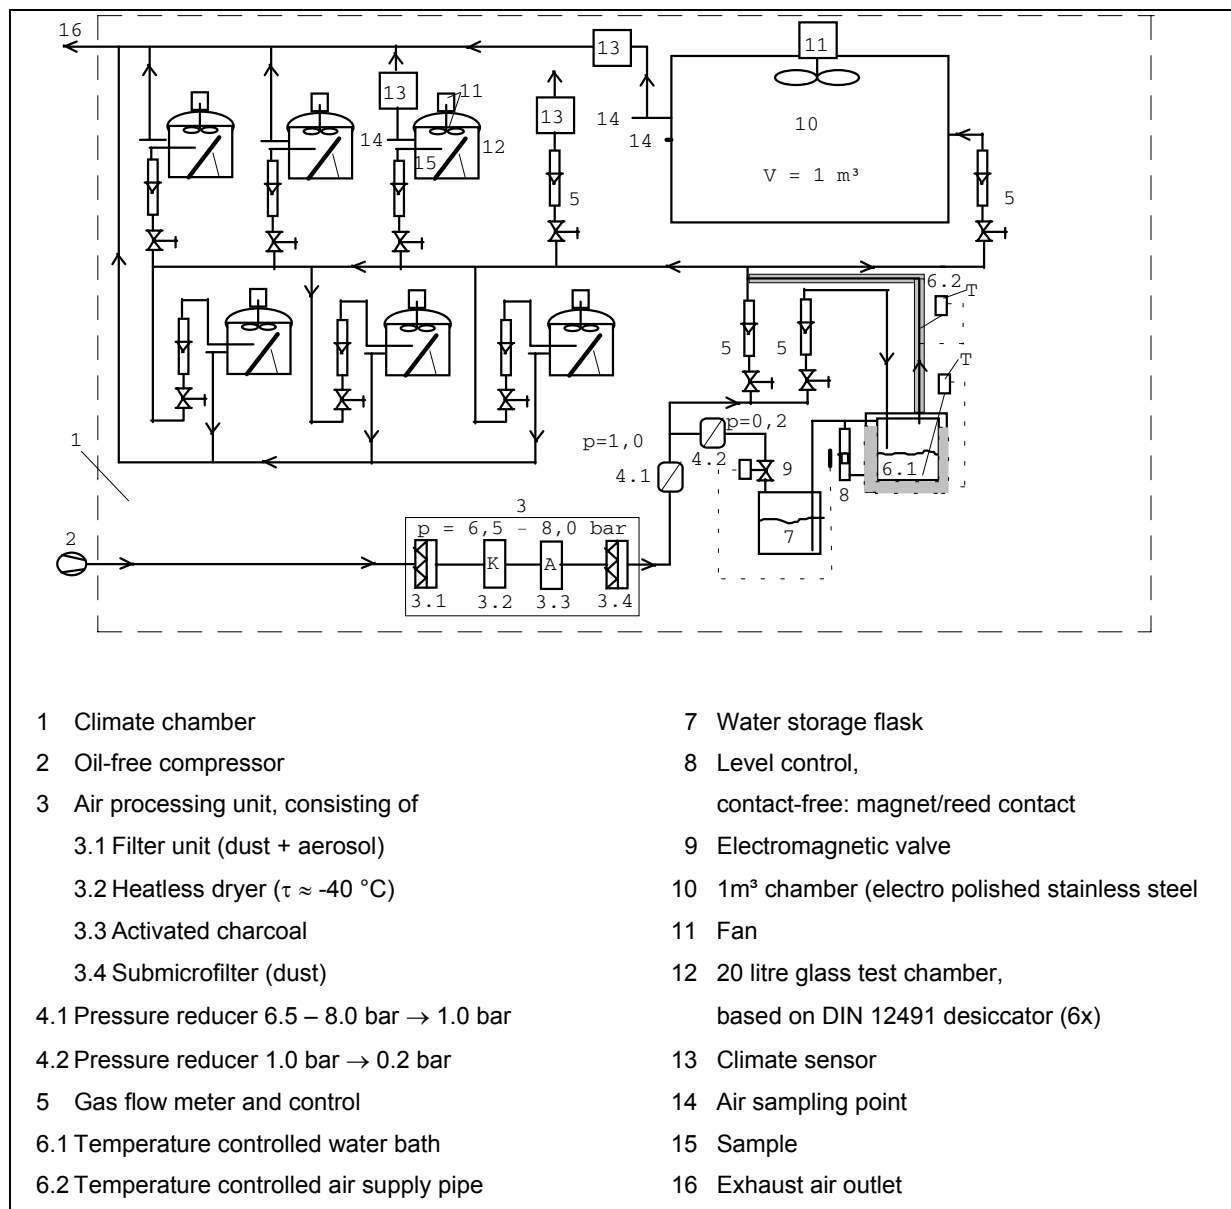 16
13
11
13
11
13
14
10
14
14
12
15
V = 1 m³
5
5
6.2
T
5
5
T
p=0,2
p=1,0
1
4.2
4.1
9
6.1
3
8
2
p = 6,5 – 8,0 bar
7
K
A
3.1
3.2
3.3
3.4
1 Climate chamber
2 Oil-free compressor
3 Air processing unit, consisting of
3.1 Filter unit (dust + aerosol)
3.2 Heatless dryer (τ ≈ -40 °C)
3.3 Activated charcoal
3.4 Submicrofilter (dust)
4.1 Pressure reducer 6.5 – 8.0 bar → 1.0 bar
4.2 Pressure reducer 1.0 bar → 0.2 bar
5 Gas flow meter and control
6.1 Temperature controlled water bath
6.2 Temperature controlled air supply pipe
7 Water storage flask
8 Level control,
contact-free: magnet/reed contact
9 Electromagnetic valve
10 1m³ chamber (electro polished stainless steel
11 Fan
12 20 litre glass test chamber,
based on DIN 12491 desiccator (6x)
13 Climate sensor
14 Air sampling point
15 Sample
16 Exhaust air outlet